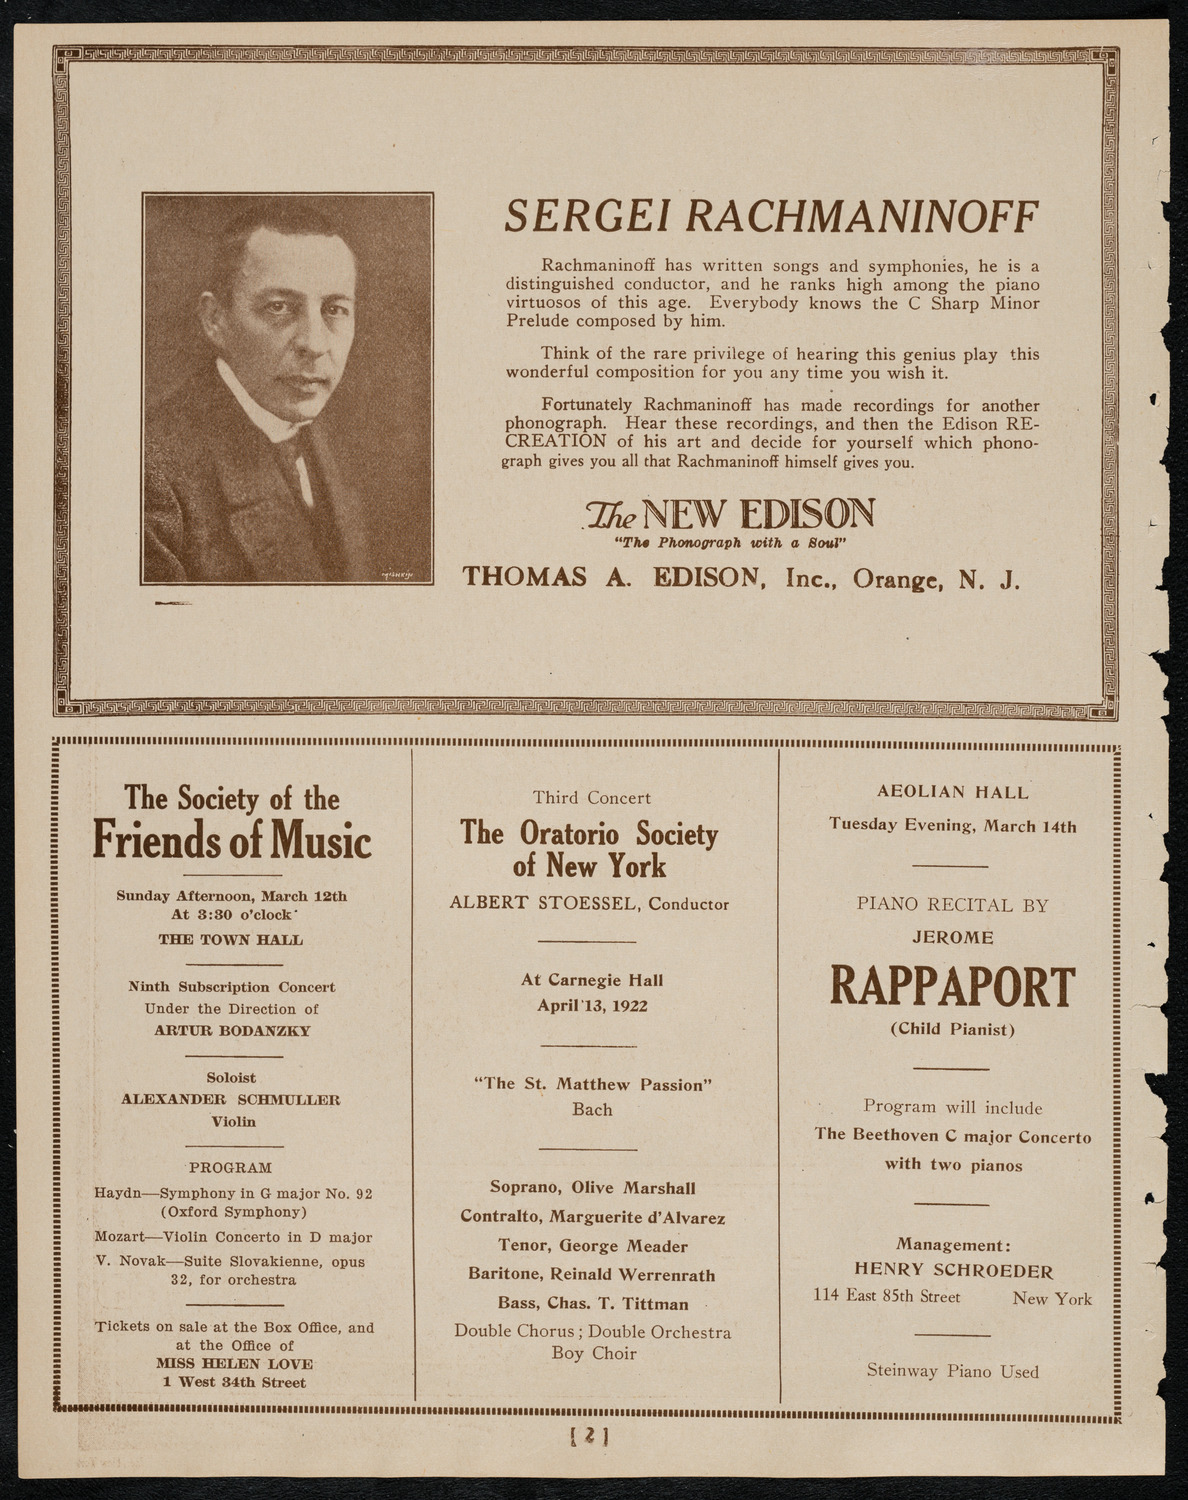 SERGEI RACHMANINOFF
Rachmaninoff has written songs and symphonies, he is a
distinguished conductor, and he ranks high among the piano
virtuosos of this age. Everybody knows the C Sharp Minor
Prelude composed by him.
Think of the rare privilege of hearing this genius play this
wonderful composition for you any time you wish it.
Fortunately Rachmaninoff has made recordings for another
phonograph. Hear these recordings, and then the Edison RE-
CREATION of his art and decide for yourself which phono-
graph gives you all that Rachmaninoff himself gives you.
The NEW EDISON
"The Phonograph with a Soul"
THOMAS A. EDISON, Inc., Orange, N. J.
MISHKIN
The Society of the
Friends of Music
Sunday Afternoon, March 12th
At 3:30 o'clock
THE TOWN HALL
Ninth Subscription Concert
Under the Direction of
ARTUR BODANZKY
Soloist
ALEXANDER SCHMULLER
Violin
PROGRAM
Haydn—Symphony in G major No. 92
(Oxford Symphony)
Mozart—Violin Concerto in D major
V. Novak—Suite Slovakienne, opus
32, for orchestra
Tickets on sale at the Box Office, and
at the Office of
MISS HELEN LOVE
1 West 34th Street
Third Concert
The Oratorio Society
of New York
ALBERT STOESSEL, Conductor
At Carnegie Hall
April 13, 1922
"The St. Matthew Passion"
Bach
Soprano, Olive Marshall
Contralto, Marguerite d'Alvarez
Tenor, George Meader
Baritone, Reinald Werrenrath
Bass, Chas. T. Tittman
Double Chorus; Double Orchestra
Boy Choir
AEOLIAN HALL
Tuesday Evening, March 14th
PIANO RECITAL BY
JEROME
RAPPAPORT
(Child Pianist)
Program will include
The Beethoven C major Concerto
with two pianos
Management:
HENRY SCHROEDER
114 East 85th Street New York
Steinway Piano Used
[2]